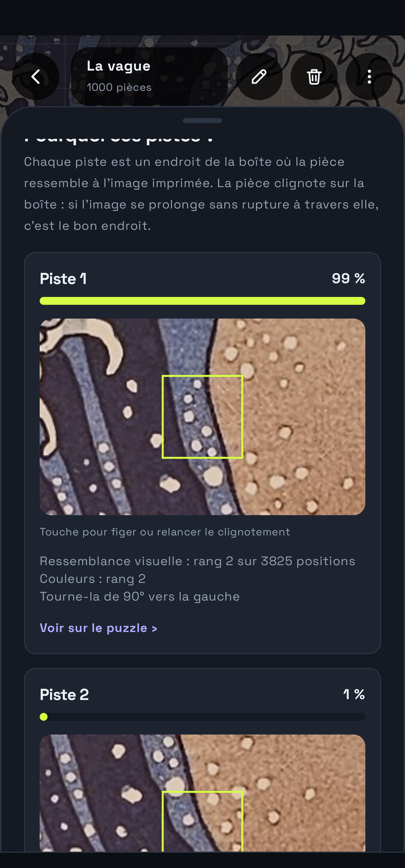 La vague
1000 pièces
Pourquoi ces pistes ?
Chaque piste est un endroit de la boîte où la pièce
ressemble à l'image imprimée. La pièce clignote sur la
boîte : si l'image se prolonge sans rupture à travers elle,
c'est le bon endroit.
Piste 1
99 %
Touche pour figer ou relancer le clignotement
Ressemblance visuelle : rang 2 sur 3825 positions
Couleurs : rang 2
Tourne-la de 90° vers la gauche
Voir sur le puzzle >
Piste 2
1 %